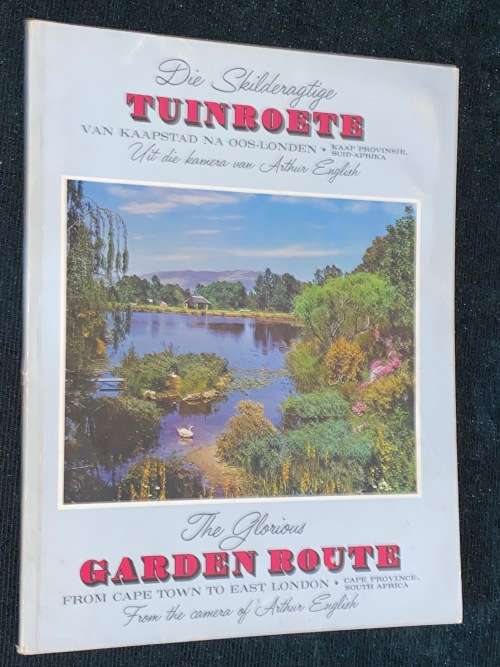 Die Skilderagtige
TUINROETE
VAN KAAPSTAD NA OOS-LONDEN • KAAP PROVINSIE, SUID-AFRIKA
Uit die kamera van Arthur English
The Glorious
GARDEN ROUTE
FROM CAPE TOWN TO EAST LONDON • CAPE PROVINCE, SOUTH AFRICA
From the camera of Arthur English